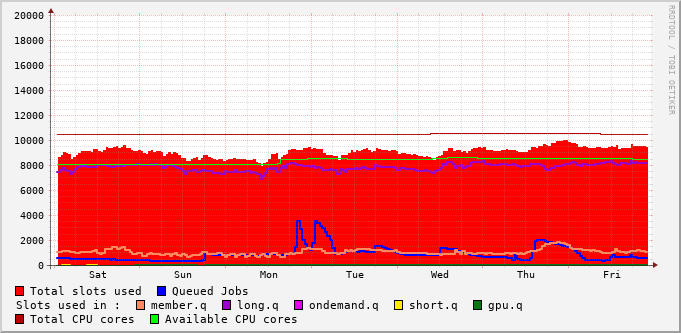 20000
18000
16000
14000
12000
10000
8000
6000
4000
2000
0
Sat Sun Mon Tue Wed Thu Fri
RRDTOOL / TOBI OETIKER
Total slots used Queued Jobs
Slots used in : member.q long.q ondemand.q short.q gpu.q
Total CPU cores Available CPU cores